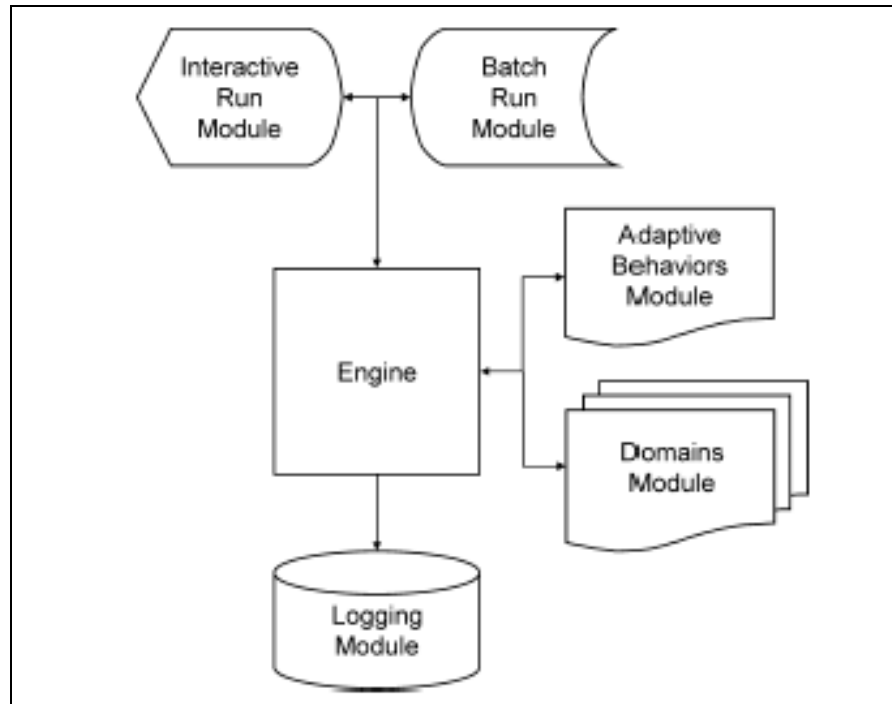 Interactive
Run
Module
Batch
Run
Module
Adaptive
Behaviors
Module
Engine
Domains
Module
Logging
Module